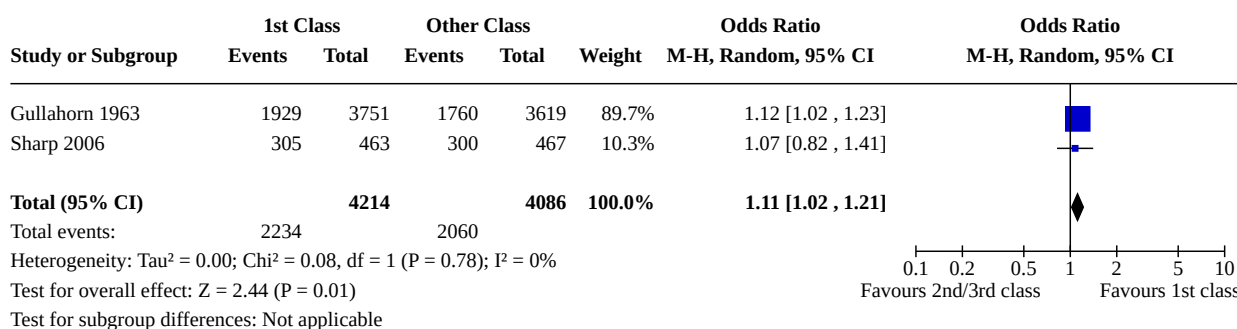 1st Class Other Class Odds Ratio Odds Ratio
Study or Subgroup Events Total Events Total Weight M-H, Random, 95% CI M-H, Random, 95% CI
Gullahorn 1963 1929 3751 1760 3619 89.7% 1.12 [1.02 , 1.23]
Sharp 2006 305 463 300 467 10.3% 1.07 [0.82 , 1.41]
Total (95% CI) 4214 4086 100.0% 1.11 [1.02 , 1.21]
Total events: 2234 2060
Heterogeneity: Tau² = 0.00; Chi² = 0.08, df = 1 (P = 0.78); I² = 0%
0.1 0.2 0.5 1 2 5 10
Test for overall effect: Z = 2.44 (P = 0.01) Favours 2nd/3rd class Favours 1st class
Test for subgroup differences: Not applicable